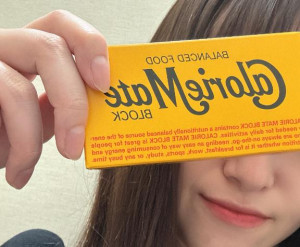 BALANCED FOOD
CalorieMate
BLOCK
CALORIE MATE BLOCK contains a nutritionally balanced source of the ener-
needed for daily activities. CALORIE MATE BLOCK is great for people
are always on-the-go, needing an easy way of consuming energy and
whether it is for breakfast, work, sports, study, or any busy time.